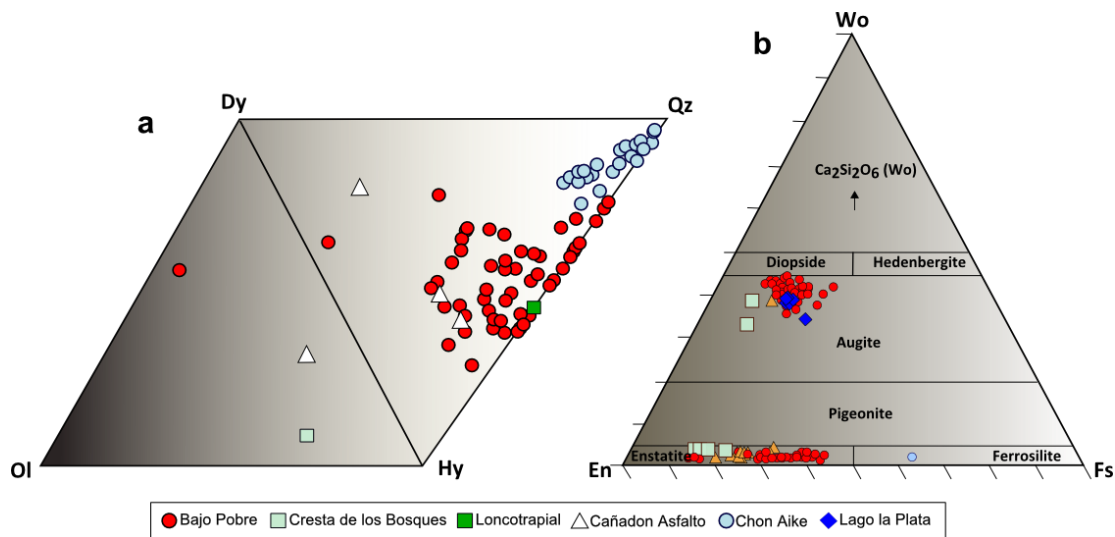 a
Dy
Qz
Ol
Hy
b
Wo
Ca2Si2O6 (Wo)
Diopside
Hedenbergite
Augite
Pigeonite
Enstatite
Ferrosilite
En
Fs
Bajo Pobre
Cresta de los Bosques
Loncotrapial
Cañadon Asfalto
Chon Aike
Lago la Plata